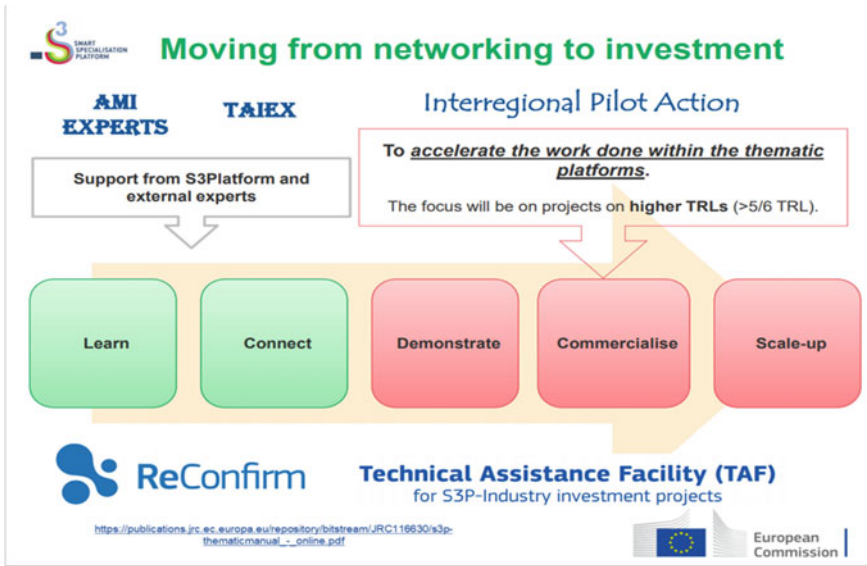 S3 SMART
SPECIALISATION
PLATFORM
Moving from networking to investment
AMI
EXPERTS
TAIEX
Interregional Pilot Action
Support from S3Platform and
external experts
To accelerate the work done within the thematic
platforms.
The focus will be on projects on higher TRLs (>5/6 TRL).
Learn
Connect
Demonstrate
Commercialise
Scale-up
ReConfirm
Technical Assistance Facility (TAF)
for S3P-Industry investment projects
https://publications.jrc.ec.europa.eu/repository/bitstream/JRC116630/s3p-
thematicmanual_-_online.pdf
European
Commission